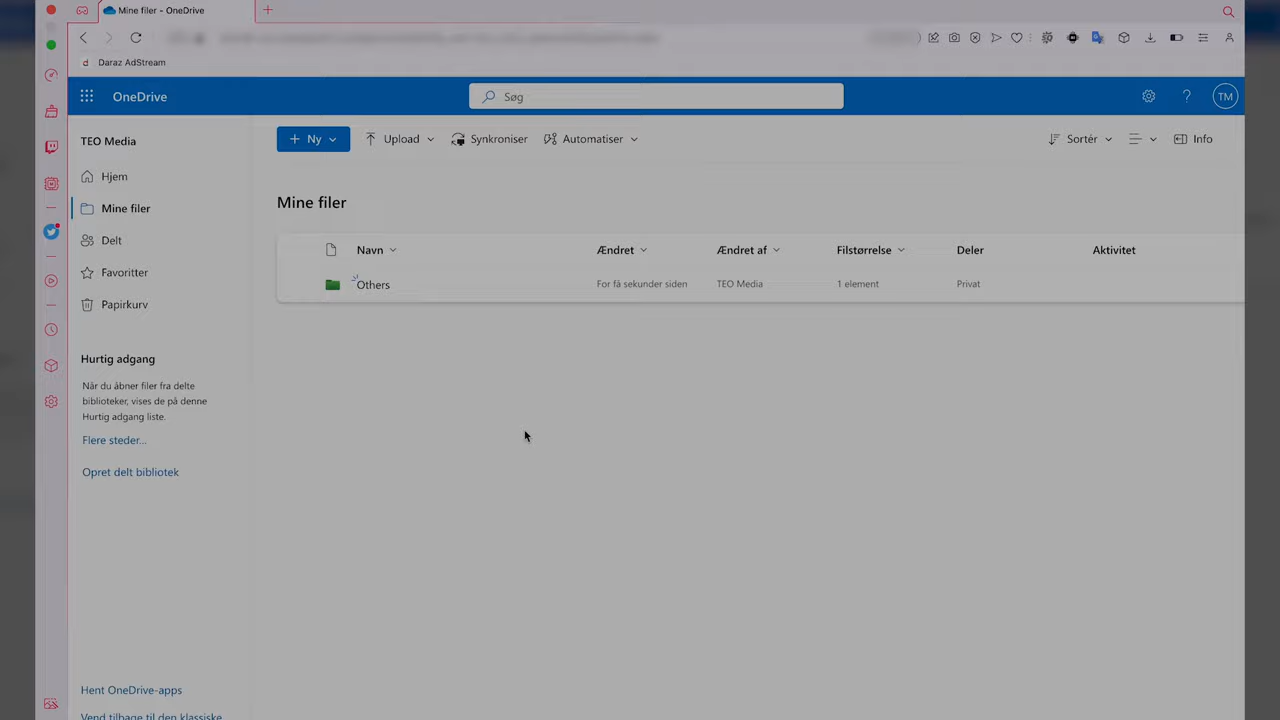 Mine filer - OneDrive
Daraz AdStream
OneDrive
Søg
TM
TEO Media
Hjem
Mine filer
Delt
Favoritter
Papirkurv
Hurtig adgang
Når du åbner filer fra delte
biblioteker, vises de på denne
Hurtig adgang liste.
Flere steder...
Opret delt bibliotek
Hent OneDrive-apps
Vend tilbage til den klassiske
Ny
Upload
Synkroniser
Automatiser
Sortér
Info
Mine filer
Navn Ændret Ændret af Filstørrelse Deler Aktivitet
Others For få sekunder siden TEO Media 1 element Privat